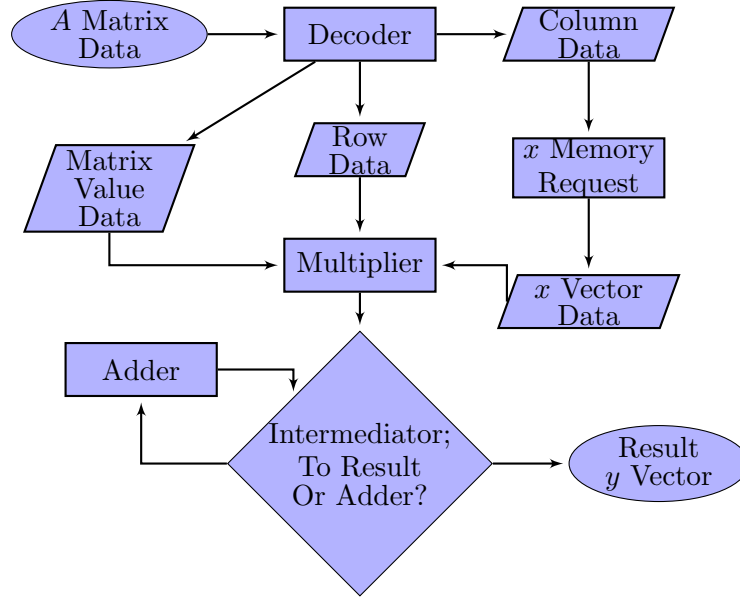 A Matrix
Data
Decoder
Column
Data
Matrix
Value
Data
Row
Data
x Memory
Request
Multiplier
x Vector
Data
Adder
Intermediator;
To Result
Or Adder?
Result
y Vector